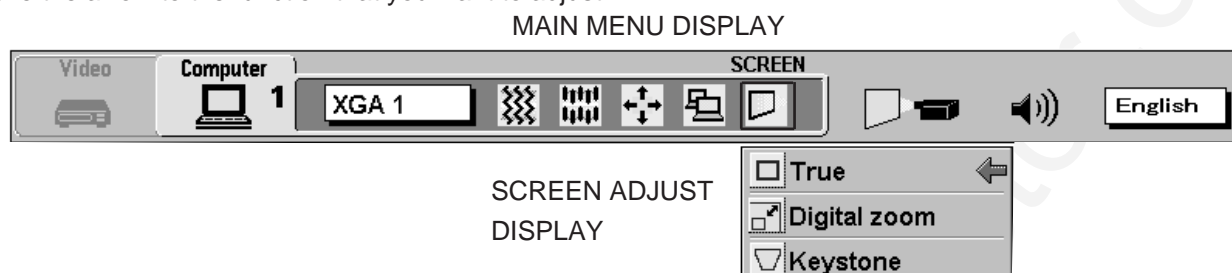 MAIN MENU DISPLAY
SCREEN
Video
Computer
1
XGA 1
English
SCREEN ADJUST
DISPLAY
True
Digital zoom
Keystone